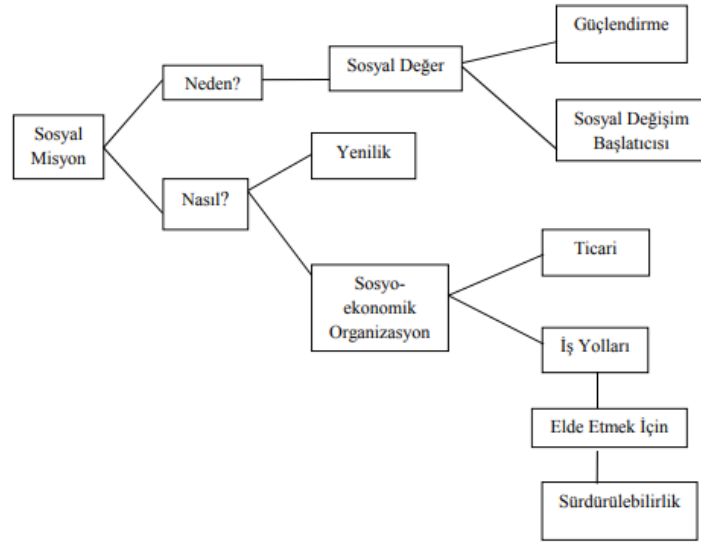 Güçlendirme
Sosyal Değer
Neden?
Sosyal Değişim
Başlatıcısı
Sosyal
Misyon
Yenilik
Nasıl?
Ticari
Sosyo-
ekonomik
Organizasyon
İş Yolları
Elde Etmek İçin
Sürdürülebilirlik